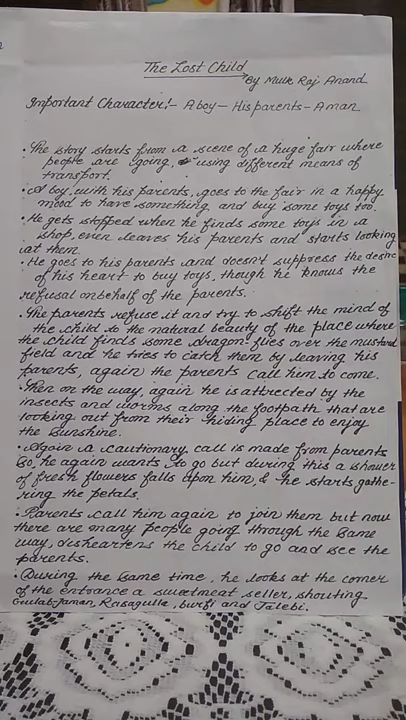 The Lost Child
By Mulk Raj Anand
Important Character:- A boy - His parents - A man
• The story starts from a scene of a huge fair where
people are going, using different means of
transport.
• A boy, with his parents, goes to the fair in a happy
mood to have something and buy some toys too.
• He gets stopped when he finds some toys in a
shop, even leaves his parents and starts looking
at them.
• He goes to his parents and doesn't suppress the desire
of his heart to buy toys, though he knows the
refusal onbehalf of the parents.
• The parents refuse it and try to shift the mind of
the child to the natural beauty of the place where
the child finds some dragon flies over the mustard
field and he tries to catch them by leaving his
parents, again the parents call him to come.
• Then on the way, again he is attrected by the
insects and worms along the footpath that are
looking out from their hiding place to enjoy
the Sunshine.
• Again a cautionary call is made from parents
So, he again wants to go but during this a shower
of fresh flowers falls upon him, & he starts gathe-
ring the petals.
• Parents call him again to join them but now
there are many people going through the Same
way, disheartens the child to go and see the
parents.
• During the Same time, he looks at the corner
of the entrance a sweetmeat seller, shouting
Gulab-Jaman, Rasagulla, burfi and Jalebi.